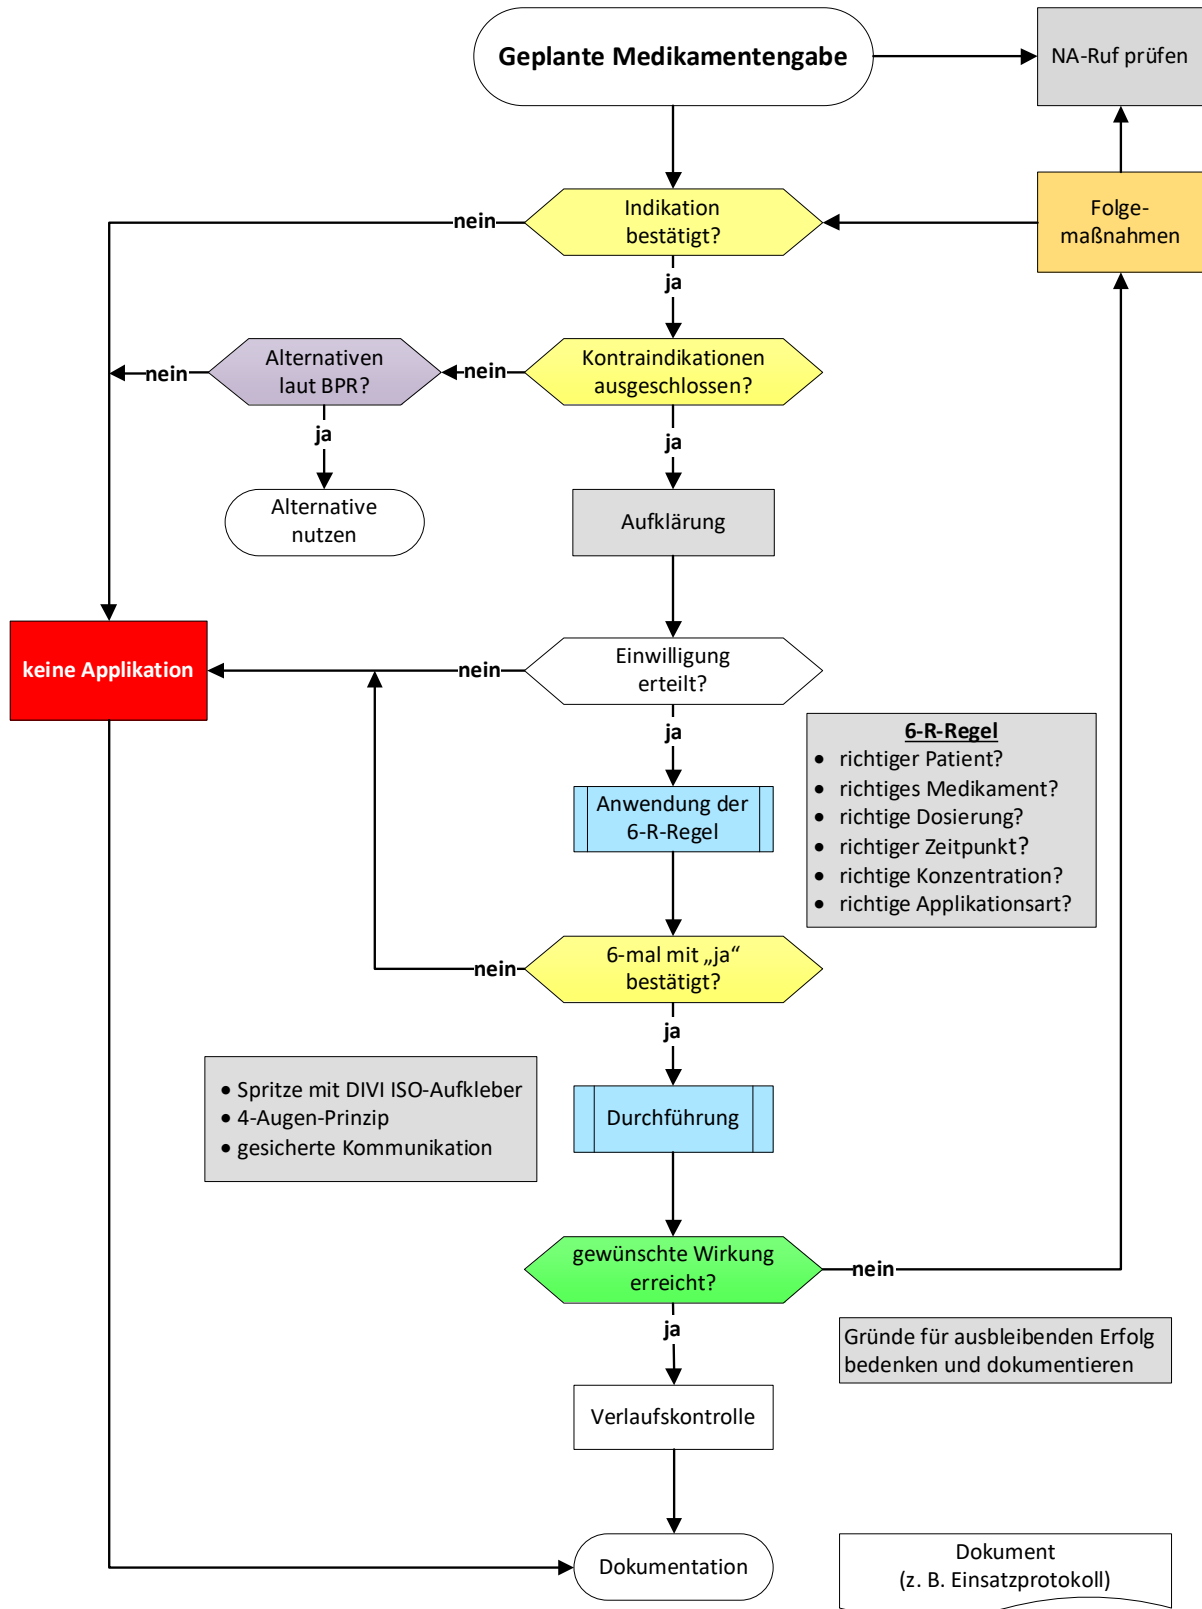 Geplante Medikamentengabe
NA-Ruf prüfen
Folge-
maßnahmen
Indikation
bestätigt?
nein
ja
Kontraindikationen
ausgeschlossen?
nein
Alternativen
laut BPR?
nein
ja
Alternative
nutzen
ja
Aufklärung
Einwilligung
erteilt?
nein
keine Applikation
ja
6-R-Regel
• richtiger Patient?
• richtiges Medikament?
• richtige Dosierung?
• richtiger Zeitpunkt?
• richtige Konzentration?
• richtige Applikationsart?
Anwendung der
6-R-Regel
6-mal mit „ja“
bestätigt?
nein
ja
• Spritze mit DIVI ISO-Aufkleber
• 4-Augen-Prinzip
• gesicherte Kommunikation
Durchführung
gewünschte Wirkung
erreicht?
nein
ja
Gründe für ausbleibenden Erfolg
bedenken und dokumentieren
Verlaufskontrolle
Dokumentation
Dokument
(z. B. Einsatzprotokoll)